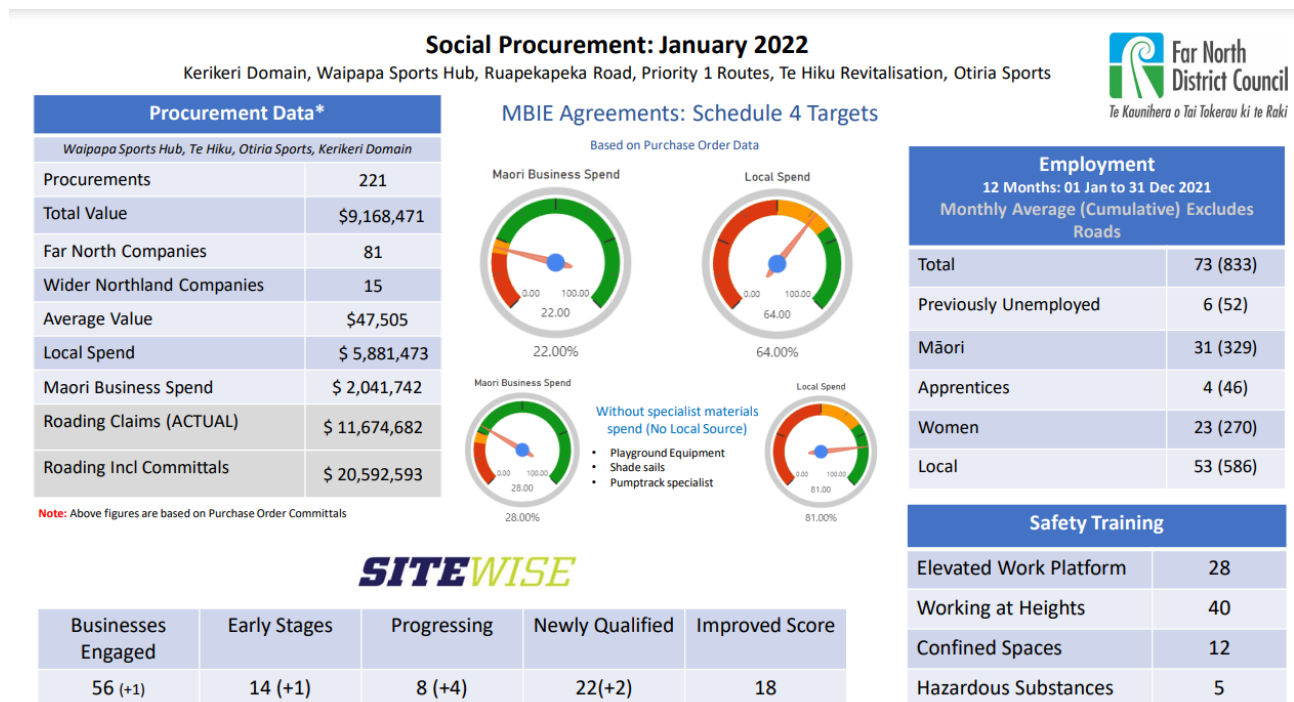 Social Procurement: January 2022
Kerikeri Domain, Waipapa Sports Hub, Ruapekapeka Road, Priority 1 Routes, Te Hiku Revitalisation, Otiria Sports
Far North
District Council
Te Kaunihera o Tai Tokerau ki te Raki
Procurement Data*
Waipapa Sports Hub, Te Hiku, Otiria Sports, Kerikeri Domain
Procurements 221
Total Value $9,168,471
Far North Companies 81
Wider Northland Companies 15
Average Value $47,505
Local Spend $ 5,881,473
Maori Business Spend $ 2,041,742
Roading Claims (ACTUAL) $ 11,674,682
Roading Incl Committals $ 20,592,593
Note: Above figures are based on Purchase Order Committals
MBIE Agreements: Schedule 4 Targets
Based on Purchase Order Data
Maori Business Spend
0.00 100.00
22.00
22.00%
Local Spend
0.00 100.00
64.00
64.00%
Maori Business Spend
0.00 100.00
28.00
28.00%
Without specialist materials
spend (No Local Source)
• Playground Equipment
• Shade sails
• Pumptrack specialist
Local Spend
0.00 100.00
81.00
81.00%
Employment
12 Months: 01 Jan to 31 Dec 2021
Monthly Average (Cumulative) Excludes
Roads
Total 73 (833)
Previously Unemployed 6 (52)
Māori 31 (329)
Apprentices 4 (46)
Women 23 (270)
Local 53 (586)
Safety Training
Elevated Work Platform 28
Working at Heights 40
Confined Spaces 12
Hazardous Substances 5
SITEWISE
Businesses
Engaged
Early Stages
Progressing
Newly Qualified
Improved Score
56 (+1) 14 (+1) 8 (+4) 22(+2) 18